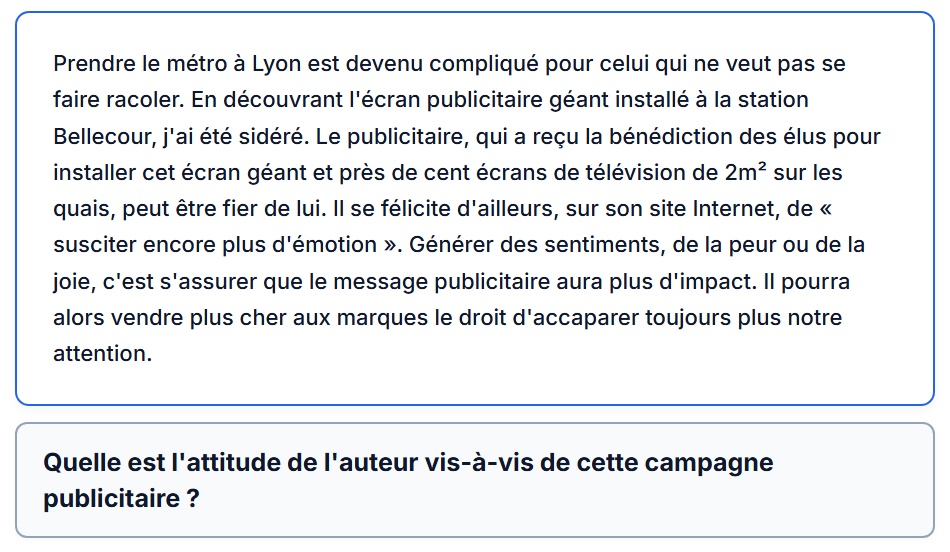 Prendre le métro à Lyon est devenu compliqué pour celui qui ne veut pas se
faire racoler. En découvrant l'écran publicitaire géant installé à la station
Bellecour, j'ai été sidéré. Le publicitaire, qui a reçu la bénédiction des élus pour
installer cet écran géant et près de cent écrans de télévision de 2m² sur les
quais, peut être fier de lui. Il se félicite d'ailleurs, sur son site Internet, de «
susciter encore plus d'émotion ». Générer des sentiments, de la peur ou de la
joie, c'est s'assurer que le message publicitaire aura plus d'impact. Il pourra
alors vendre plus cher aux marques le droit d'accaparer toujours plus notre
attention.
Quelle est l'attitude de l'auteur vis-à-vis de cette campagne
publicitaire ?